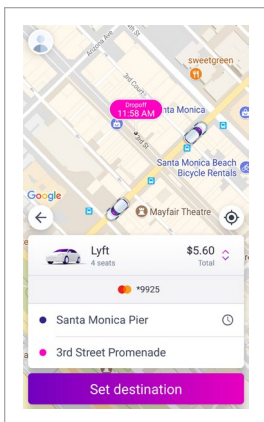 Arizona Ave
sweetgreen
3rd Court
Dropoff
11:58 AM
nta Monica
3rd St
Santa Monica Beach
Bicycle Rentals
Google
Mayfair Theatre
Lyft
$5.60
4 seats
Total
*9925
Santa Monica Pier
3rd Street Promenade
Set destination